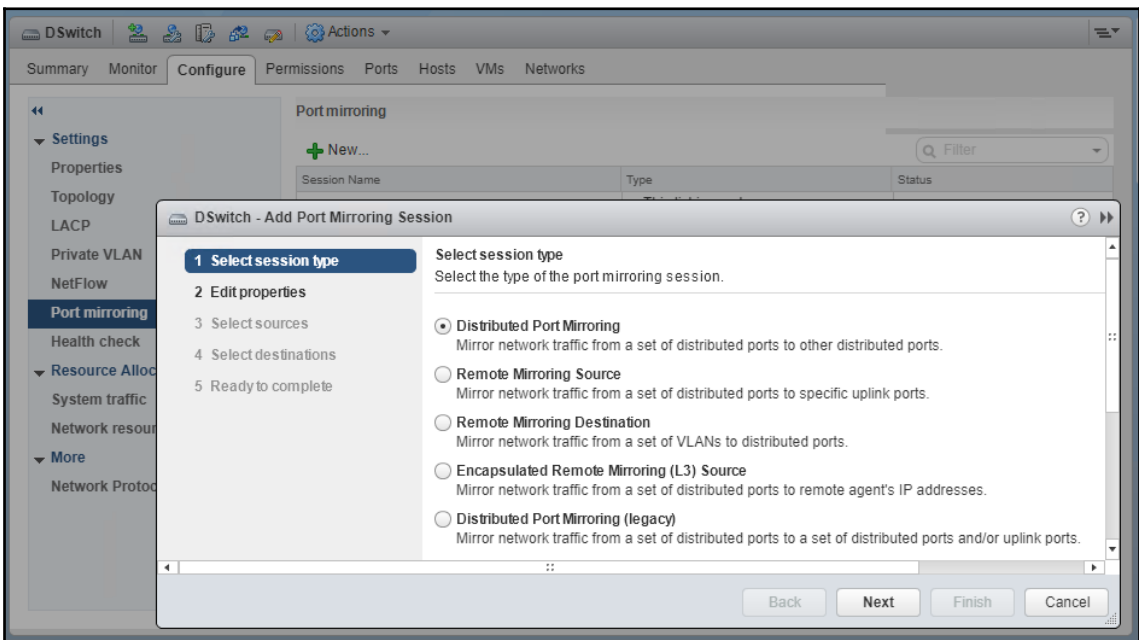 DSwitch Actions
Summary Monitor Configure Permissions Ports Hosts VMs Networks
Port mirroring
Settings
New...
Filter
Properties
Session Name Type Status
Topology
LACP
Private VLAN
NetFlow
Port mirroring
Health check
Resource Alloc
System traffic
Network resour
More
Network Protoc
DSwitch - Add Port Mirroring Session
1 Select session type
2 Edit properties
3 Select sources
4 Select destinations
5 Ready to complete
Select session type
Select the type of the port mirroring session.
Distributed Port Mirroring
Mirror network traffic from a set of distributed ports to other distributed ports.
Remote Mirroring Source
Mirror network traffic from a set of distributed ports to specific uplink ports.
Remote Mirroring Destination
Mirror network traffic from a set of VLANs to distributed ports.
Encapsulated Remote Mirroring (L3) Source
Mirror network traffic from a set of distributed ports to remote agent's IP addresses.
Distributed Port Mirroring (legacy)
Mirror network traffic from a set of distributed ports to a set of distributed ports and/or uplink ports.
Back Next Finish Cancel